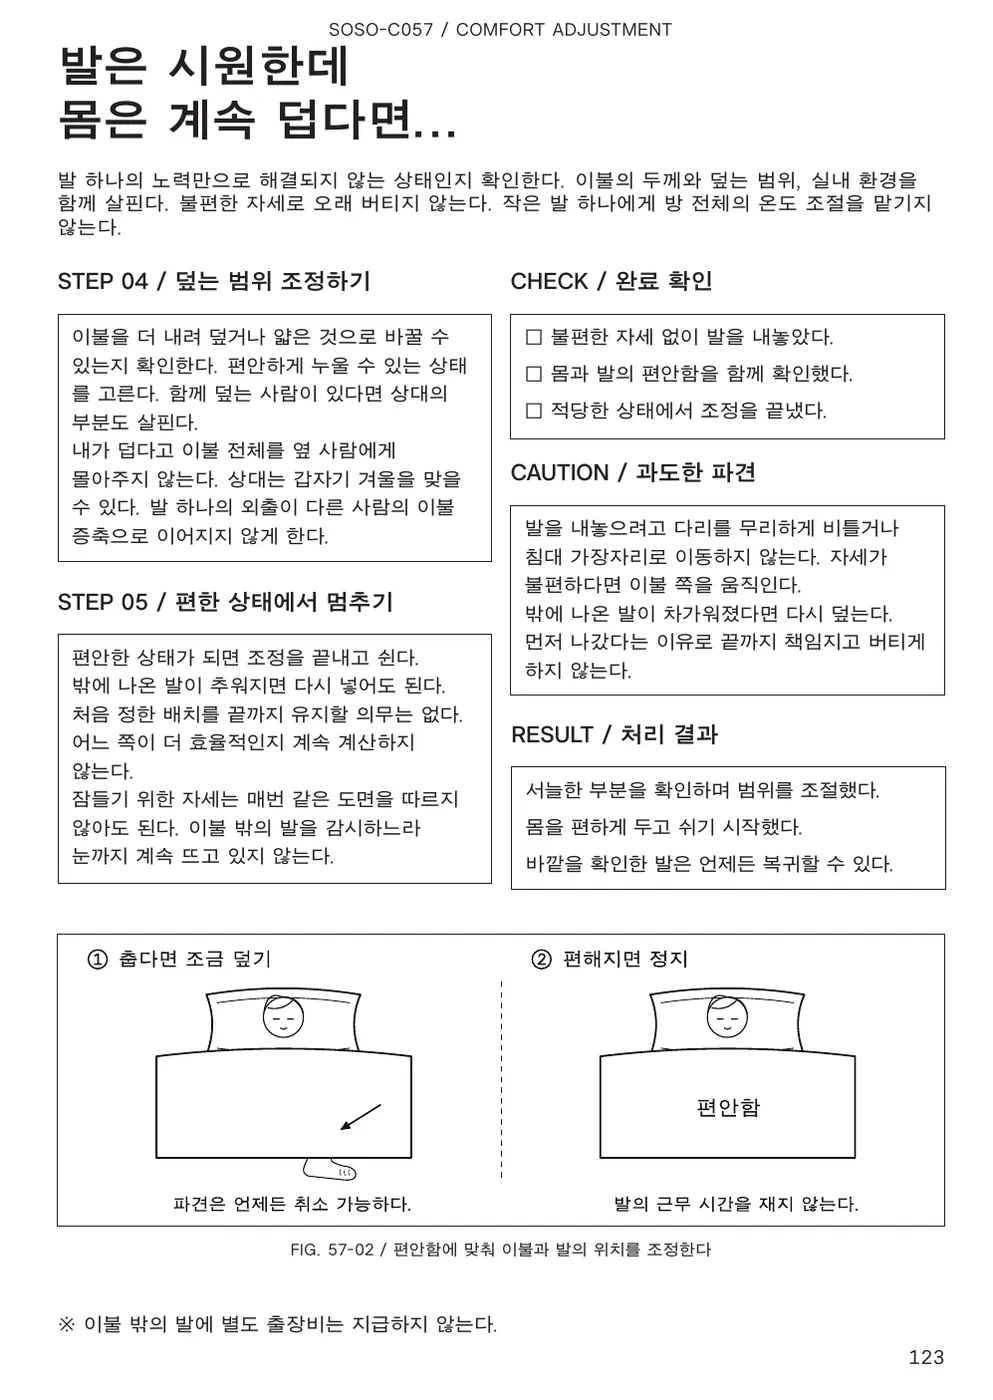 SOSO-C057 / COMFORT ADJUSTMENT
발은 시원한데
몸은 계속 덥다면...
발 하나의 노력만으로 해결되지 않는 상태인지 확인한다. 이불의 두께와 덮는 범위, 실내 환경을
함께 살핀다. 불편한 자세로 오래 버티지 않는다. 작은 발 하나에게 방 전체의 온도 조절을 맡기지
않는다.
STEP 04 / 덮는 범위 조정하기
이불을 더 내려 덮거나 얇은 것으로 바꿀 수
있는지 확인한다. 편안하게 누울 수 있는 상태
를 고른다. 함께 덮는 사람이 있다면 상대의
부분도 살핀다.
내가 덥다고 이불 전체를 옆 사람에게
몰아주지 않는다. 상대는 갑자기 겨울을 맞을
수 있다. 발 하나의 외출이 다른 사람의 이불
증축으로 이어지지 않게 한다.
STEP 05 / 편한 상태에서 멈추기
편안한 상태가 되면 조정을 끝내고 쉰다.
밖에 나온 발이 추워지면 다시 넣어도 된다.
처음 정한 배치를 끝까지 유지할 의무는 없다.
어느 쪽이 더 효율적인지 계속 계산하지
않는다.
잠들기 위한 자세는 매번 같은 도면을 따르지
않아도 된다. 이불 밖의 발을 감시하느라
눈까지 계속 뜨고 있지 않는다.
CHECK / 완료 확인
☐ 불편한 자세 없이 발을 내놓았다.
☐ 몸과 발의 편안함을 함께 확인했다.
☐ 적당한 상태에서 조정을 끝냈다.
CAUTION / 과도한 파견
발을 내놓으려고 다리를 무리하게 비틀거나
침대 가장자리로 이동하지 않는다. 자세가
불편하다면 이불 쪽을 움직인다.
밖에 나온 발이 차가워졌다면 다시 덮는다.
먼저 나갔다는 이유로 끝까지 책임지고 버티게
하지 않는다.
RESULT / 처리 결과
서늘한 부분을 확인하며 범위를 조절했다.
몸을 편하게 두고 쉬기 시작했다.
바깥을 확인한 발은 언제든 복귀할 수 있다.
① 춥다면 조금 덮기
파견은 언제든 취소 가능하다.
② 편해지면 정지
편안함
발의 근무 시간을 재지 않는다.
FIG. 57-02 / 편안함에 맞춰 이불과 발의 위치를 조정한다
※ 이불 밖의 발에 별도 출장비는 지급하지 않는다.
123